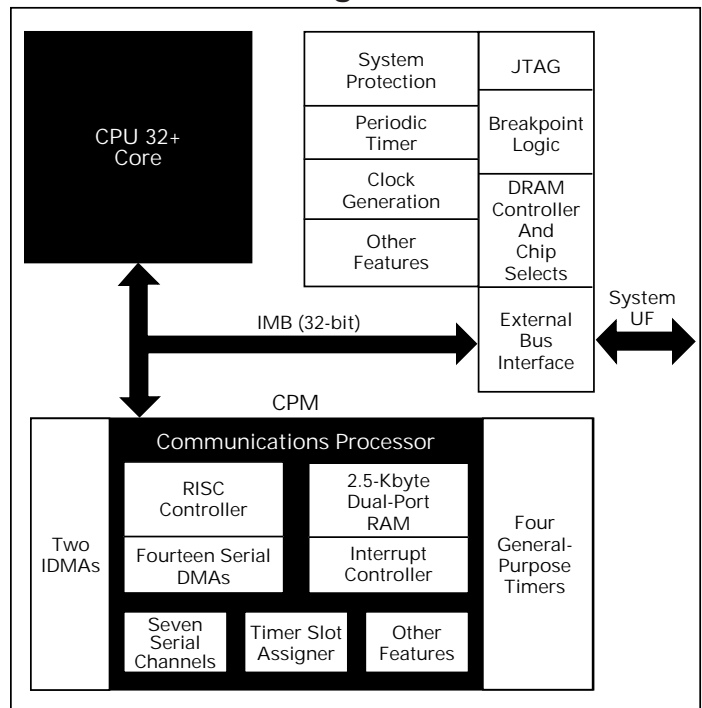 CPU 32+
Core
System
Protection
Periodic
Timer
Clock
Generation
Other
Features
JTAG
Breakpoint
Logic
DRAM
Controller
And
Chip
Selects
External
Bus
Interface
System
UF
IMB (32-bit)
CPM
Communications Processor
Two
IDMAs
RISC
Controller
Fourteen Serial
DMAs
2.5-Kbyte
Dual-Port
RAM
Interrupt
Controller
Seven
Serial
Channels
Timer Slot
Assigner
Other
Features
Four
General-
Purpose
Timers